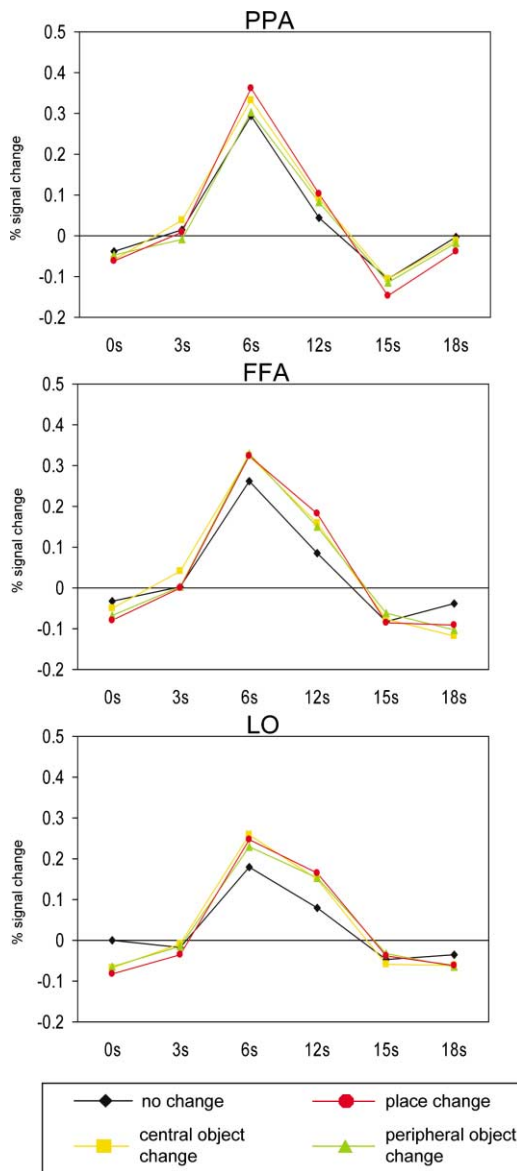 PPA
% signal change
0.5
0.4
0.3
0.2
0.1
0
-0.1
-0.2
0s 3s 6s 12s 15s 18s
FFA
% signal change
0.5
0.4
0.3
0.2
0.1
0
-0.1
-0.2
0s 3s 6s 12s 15s 18s
LO
% signal change
0.5
0.4
0.3
0.2
0.1
0
-0.1
-0.2
0s 3s 6s 12s 15s 18s
no change
place change
central object
change
peripheral object
change